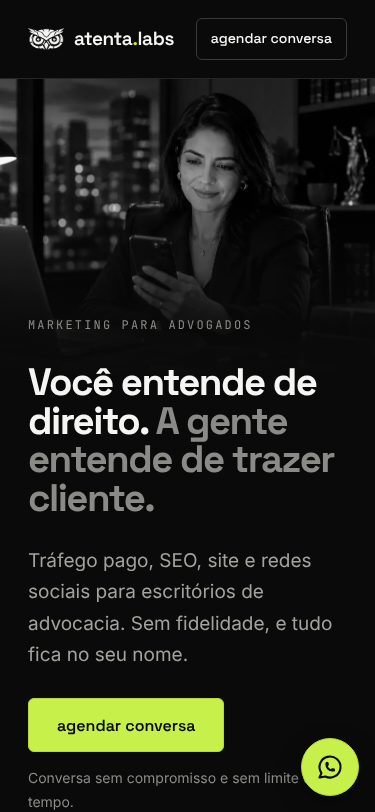 atenta.labs
agendar conversa
MARKETING PARA ADVOGADOS
Você entende de
direito. A gente
entende de trazer
cliente.
Tráfego pago, SEO, site e redes
sociais para escritórios de
advocacia. Sem fidelidade, e tudo
fica no seu nome.
agendar conversa
Conversa sem compromisso e sem limite
tempo.